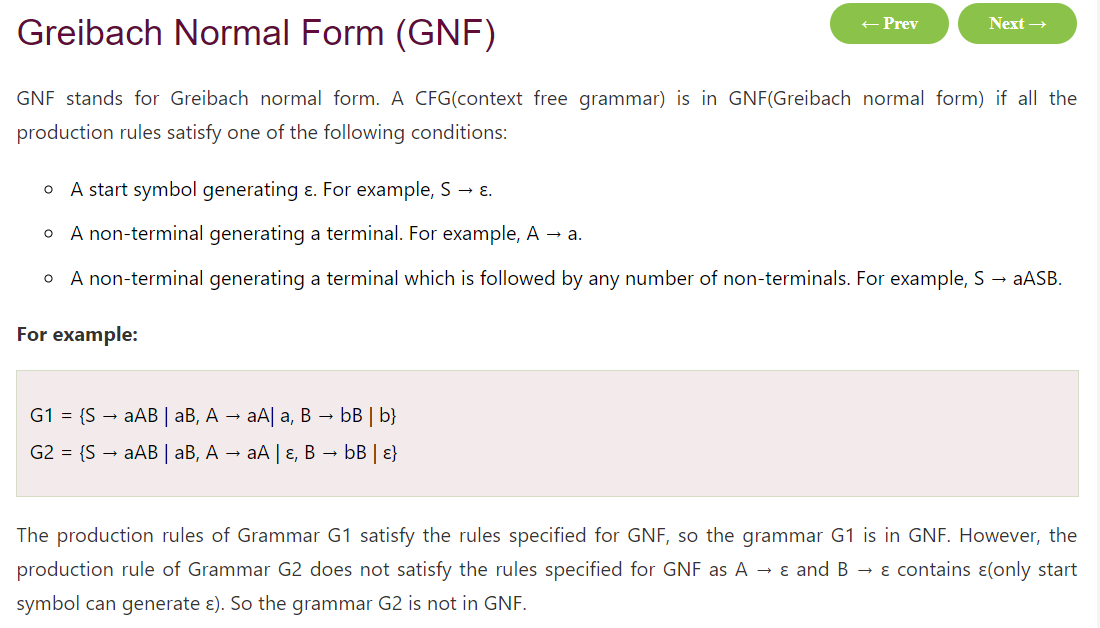 Greibach Normal Form (GNF)
← Prev
Next →
GNF stands for Greibach normal form. A CFG(context free grammar) is in GNF(Greibach normal form) if all the
production rules satisfy one of the following conditions:
○ A start symbol generating ε. For example, S → ε.
○ A non-terminal generating a terminal. For example, A → a.
○ A non-terminal generating a terminal which is followed by any number of non-terminals. For example, S → aASB.
For example:
G1 = {S → aAB | aB, A → aA| a, B → bB | b}
G2 = {S → aAB | aB, A → aA | ε, B → bB | ε}
The production rules of Grammar G1 satisfy the rules specified for GNF, so the grammar G1 is in GNF. However, the
production rule of Grammar G2 does not satisfy the rules specified for GNF as A → ε and B → ε contains ε(only start
symbol can generate ε). So the grammar G2 is not in GNF.